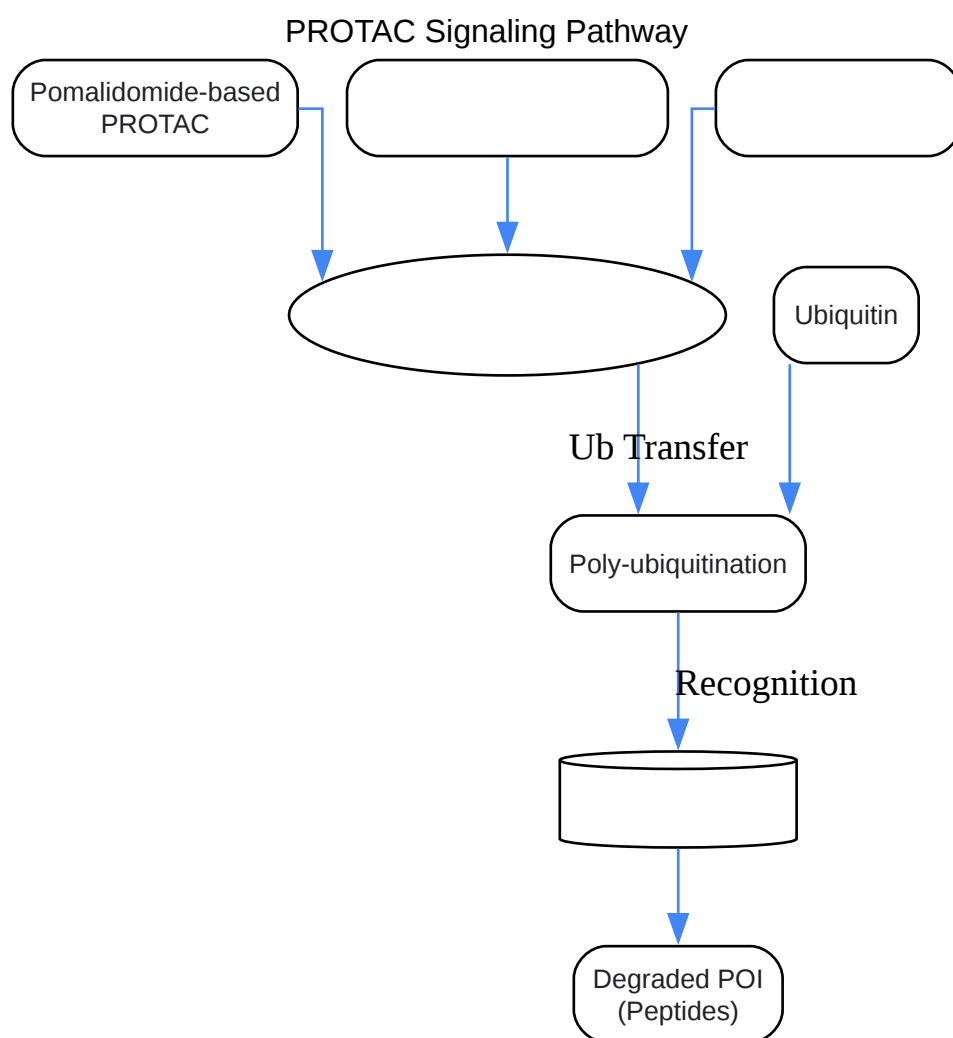 PROTAC Signaling Pathway
Pomalidomide-based
PROTAC
Ubiquitin
Ub Transfer
Poly-ubiquitination
Recognition
Degraded POI
(Peptides)